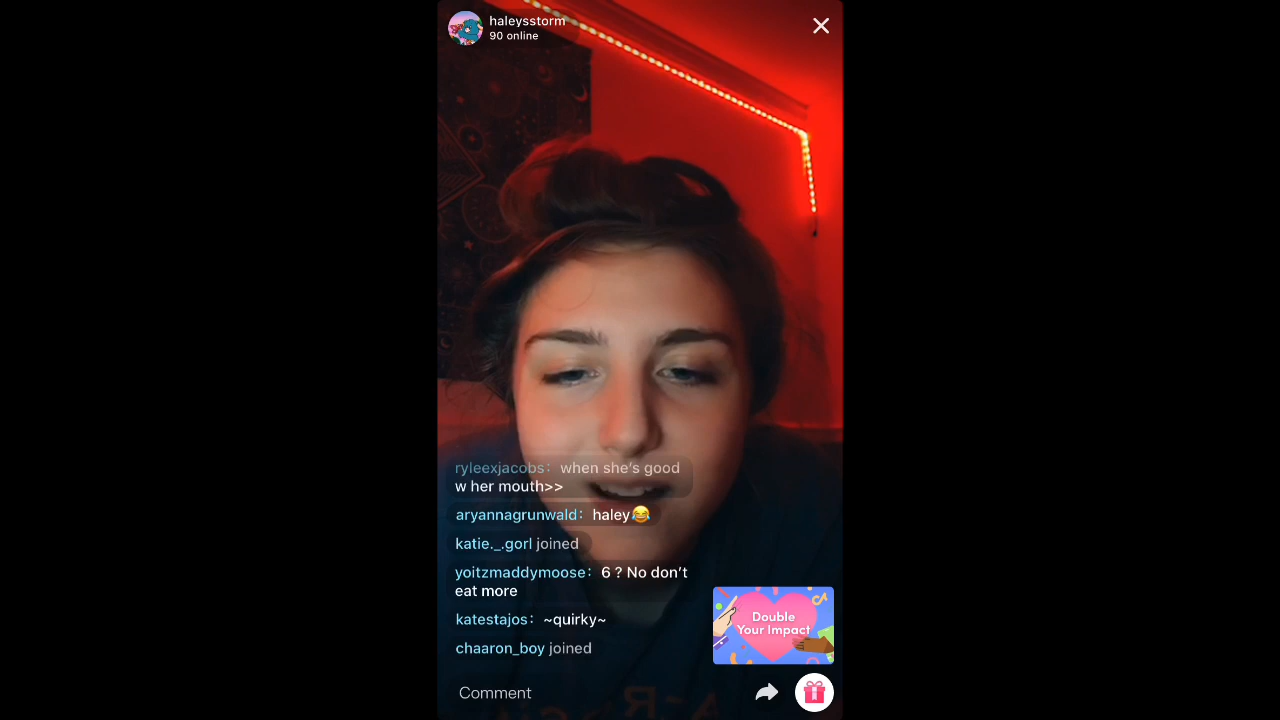 haleysstorm
90 online
ryleexjacobs: when she's good
w her mouth>>
aryannagrunwald: haley😂
katie._.gorl joined
yoitzmaddymoose: 6 ? No don't
eat more
katestajos: ~quirky~
chaaron_boy joined
Double
Your Impact
Comment